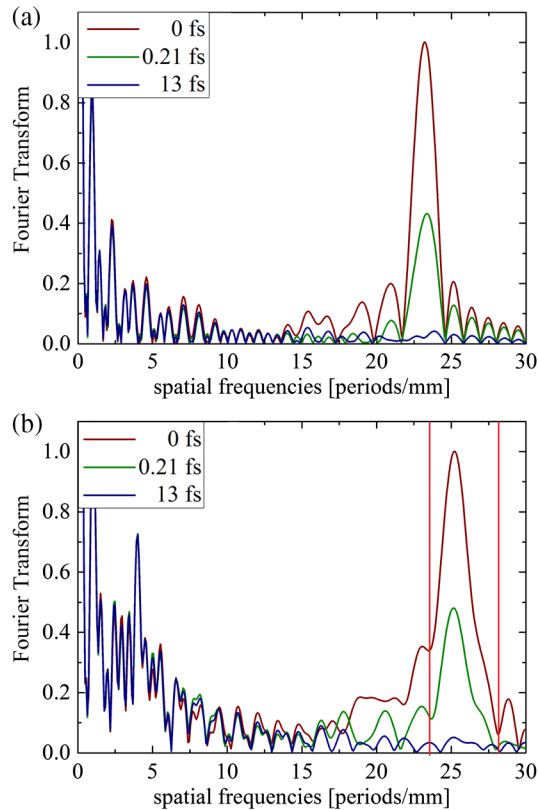 (a)
0 fs
0.21 fs
13 fs
Fourier Transform
1.0
0.8
0.6
0.4
0.2
0.0
0 5 10 15 20 25 30
spatial frequencies [periods/mm]
(b)
0 fs
0.21 fs
13 fs
Fourier Transform
1.0
0.8
0.6
0.4
0.2
0.0
0 5 10 15 20 25 30
spatial frequencies [periods/mm]